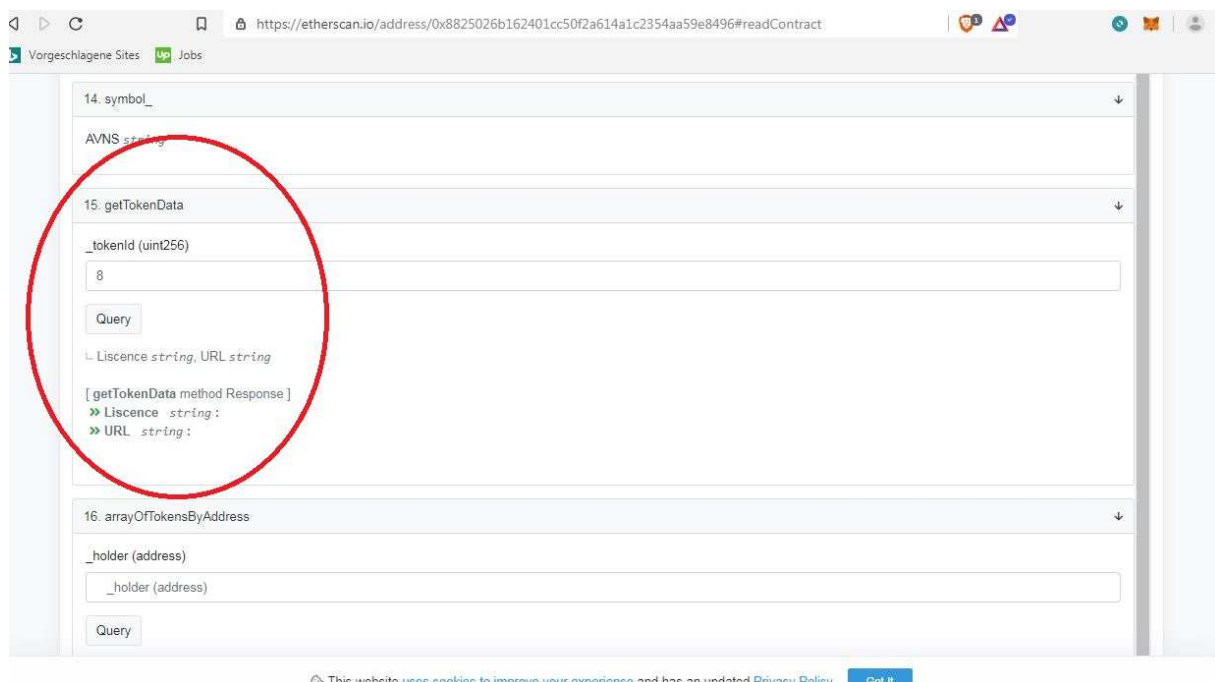 https://etherscan.io/address/0x8825026b162401cc50f2a614a1c2354aa59e8496#readContract
Vorgeschlagene Sites up Jobs
14. symbol_
AVNS string
15. getTokenData
_tokenId (uint256)
8
Query
Liscence string, URL string
[ getTokenData method Response ]
>> Liscence string :
>> URL string :
16. arrayOfTokensByAddress
_holder (address)
_holder (address)
Query
This website uses cookies to improve your experience and has an updated Privacy Policy. Got It